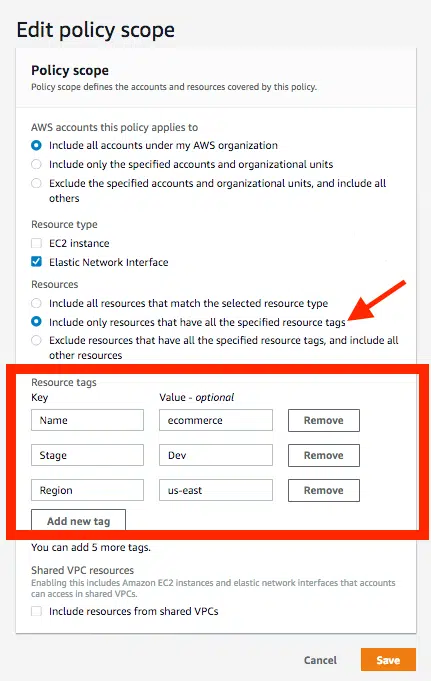 Edit policy scope
Policy scope
Policy scope defines the accounts and resources covered by this policy.
AWS accounts this policy applies to
Include all accounts under my AWS organization
Include only the specified accounts and organizational units
Exclude the specified accounts and organizational units, and include all
others
Resource type
EC2 instance
Elastic Network Interface
Resources
Include all resources that match the selected resource type
Include only resources that have all the specified resource tags
Exclude resources that have all the specified resource tags, and include all
other resources
Resource tags
Key Value - optional
Name ecommerce Remove
Stage Dev Remove
Region us-east Remove
Add new tag
You can add 5 more tags.
Shared VPC resources
Enabling this includes Amazon EC2 instances and elastic network interfaces that accounts
can access in shared VPCs.
Include resources from shared VPCs
Cancel Save